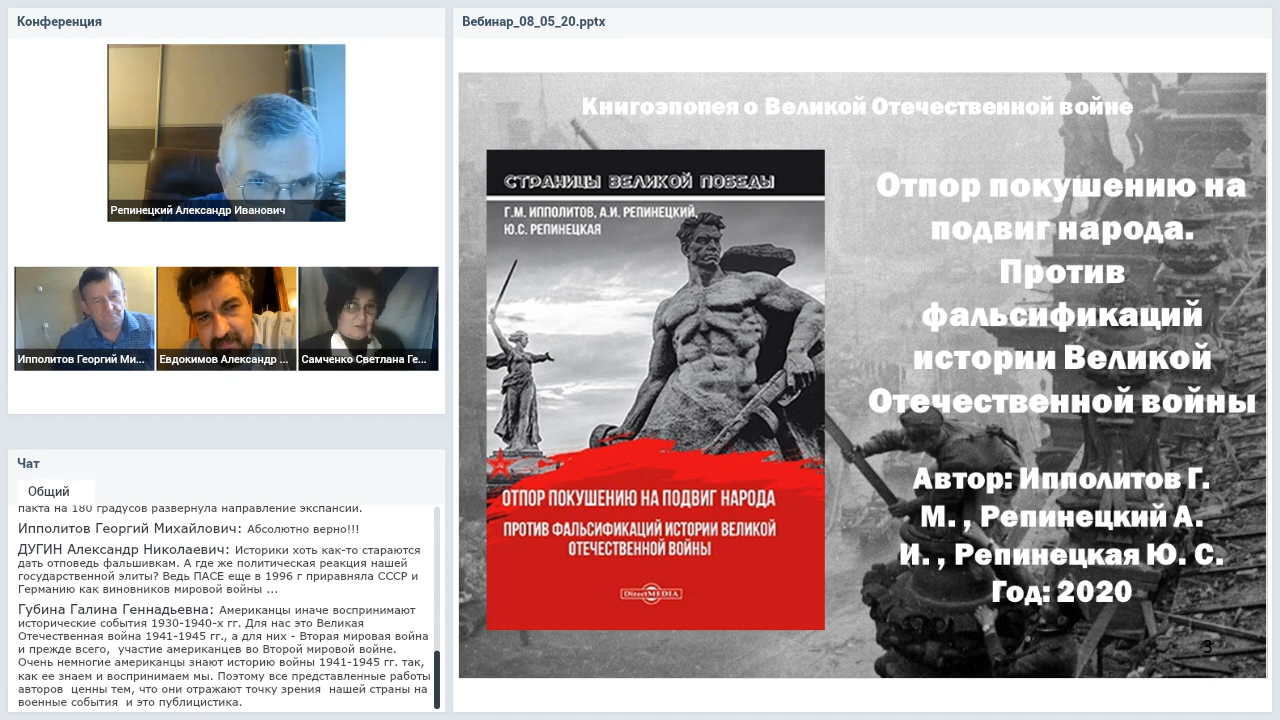 Конференция
Репинецкий Александр Иванович
Ипполитов Георгий Ми...
Евдокимов Александр ...
Самченко Светлана Ге...
Чат
Общий
пакта на 180 градусов развернула направление экспансии.
Ипполитов Георгий Михайлович: Абсолютно верно!!!
ДУГИН Александр Николаевич: Историки хоть как-то стараются
дать отповедь фальшивкам. А где же политическая реакция нашей
государственной элиты? Ведь ПАСЕ еще в 1996 г приравняла СССР и
Германию как виновников мировой войны ...
Губина Галина Геннадьевна: Американцы иначе воспринимают
исторические события 1930-1940-х гг. Для нас это Великая
Отечественная война 1941-1945 гг., а для них - Вторая мировая война
и прежде всего, участие американцев во Второй мировой войне.
Очень немногие американцы знают историю войны 1941-1945 гг. так,
как ее знаем и воспринимаем мы. Поэтому все представленные работы
авторов ценны тем, что они отражают точку зрения нашей страны на
военные события и это публицистика.
Вебинар_08_05_20.pptx
Книгоэпопея о Великой Отечественной войне
СТРАНИЦЫ ВЕЛИКОЙ ПОБЕДЫ
Г.М. ИППОЛИТОВ, А.И. РЕПИНЕЦКИЙ,
Ю.С. РЕПИНЕЦКАЯ
ОТПОР ПОКУШЕНИЮ НА ПОДВИГ НАРОДА
ПРОТИВ ФАЛЬСИФИКАЦИЙ ИСТОРИИ ВЕЛИКОЙ
ОТЕЧЕСТВЕННОЙ ВОЙНЫ
DirectMEDIA
Отпор покушению на
подвиг народа.
Против
фальсификаций
истории Великой
Отечественной войны
Автор: Ипполитов Г.
М. , Репинецкий А.
И. , Репинецкая Ю. С.
Год: 2020
3